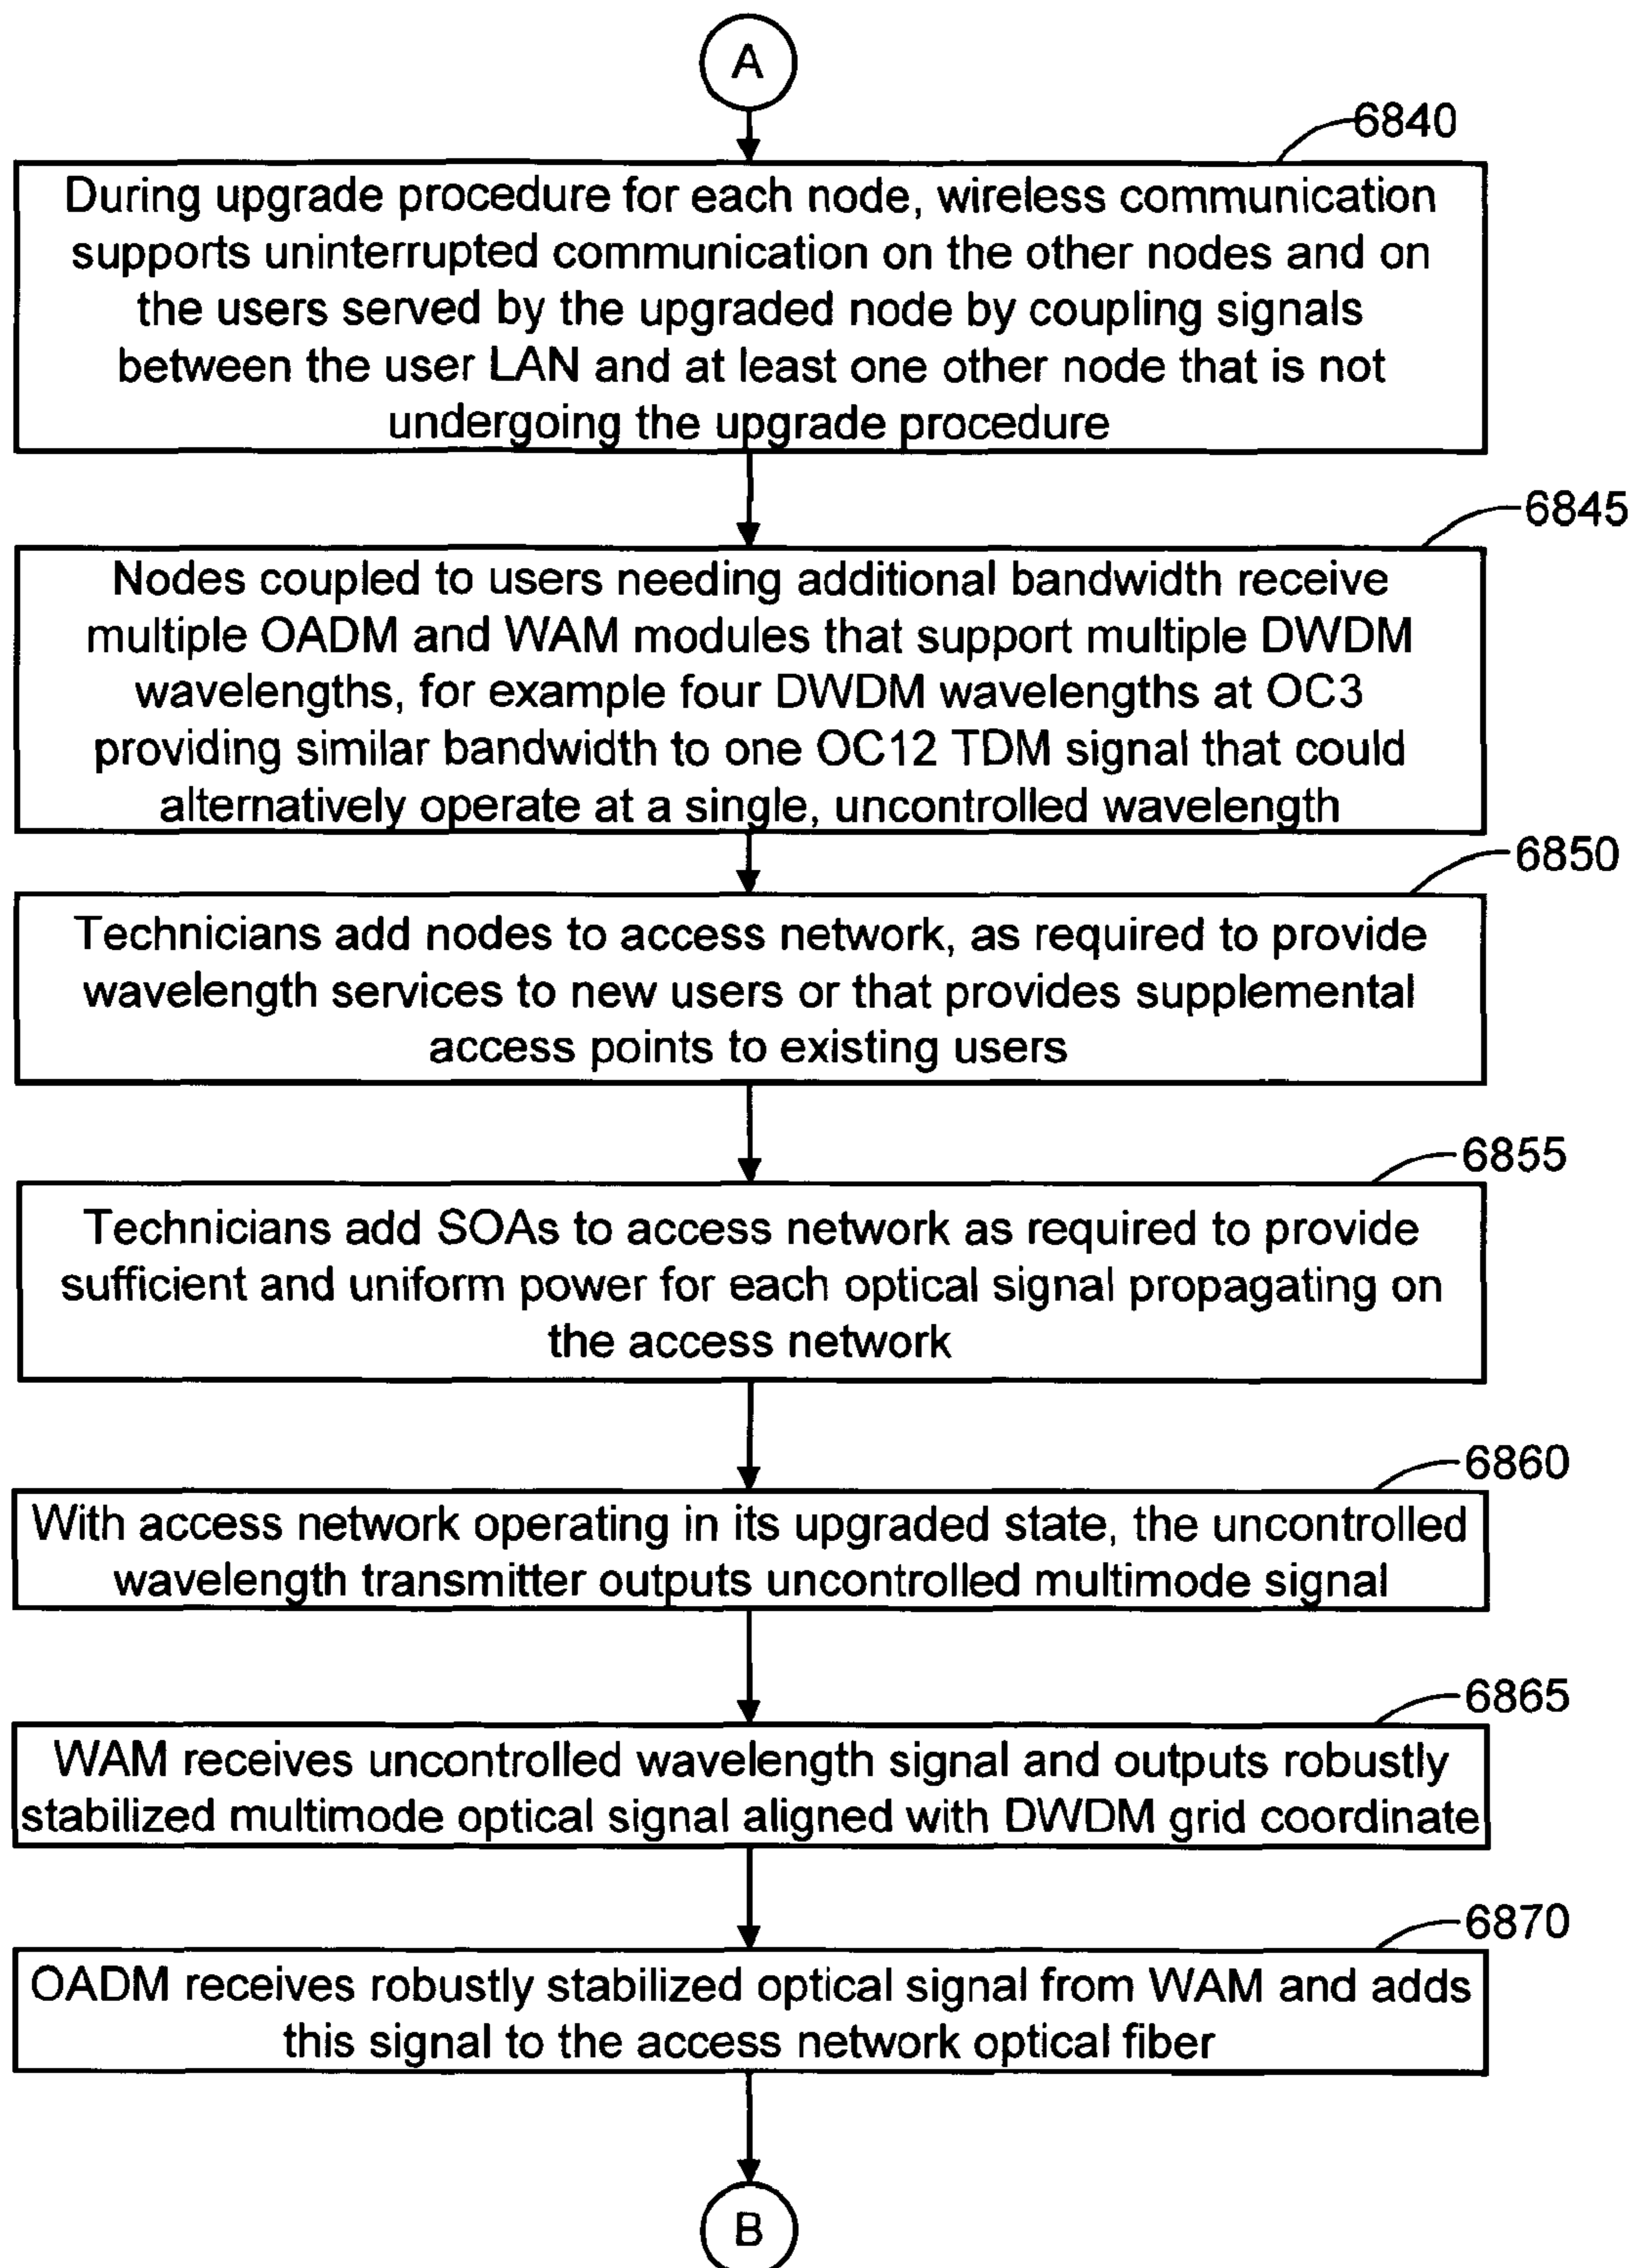 A
6840
During upgrade procedure for each node, wireless communication
supports uninterrupted communication on the other nodes and on
the users served by the upgraded node by coupling signals
between the user LAN and at least one other node that is not
undergoing the upgrade procedure
6845
Nodes coupled to users needing additional bandwidth receive
multiple OADM and WAM modules that support multiple DWDM
wavelengths, for example four DWDM wavelengths at OC3
providing similar bandwidth to one OC12 TDM signal that could
alternatively operate at a single, uncontrolled wavelength
6850
Technicians add nodes to access network, as required to provide
wavelength services to new users or that provides supplemental
access points to existing users
6855
Technicians add SOAs to access network as required to provide
sufficient and uniform power for each optical signal propagating on
the access network
6860
With access network operating in its upgraded state, the uncontrolled
wavelength transmitter outputs uncontrolled multimode signal
6865
WAM receives uncontrolled wavelength signal and outputs robustly
stabilized multimode optical signal aligned with DWDM grid coordinate
6870
OADM receives robustly stabilized optical signal from WAM and adds
this signal to the access network optical fiber
B